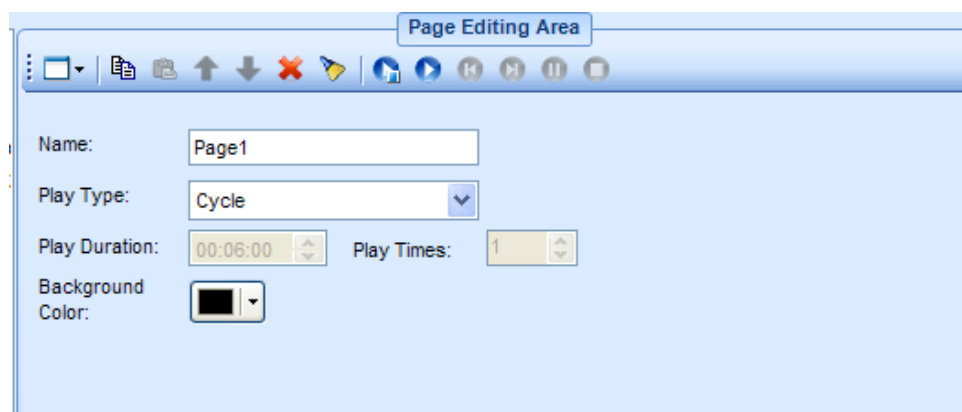 Page Editing Area
Name: Page1
Play Type: Cycle
Play Duration: 00:06:00 Play Times: 1
Background
Color: